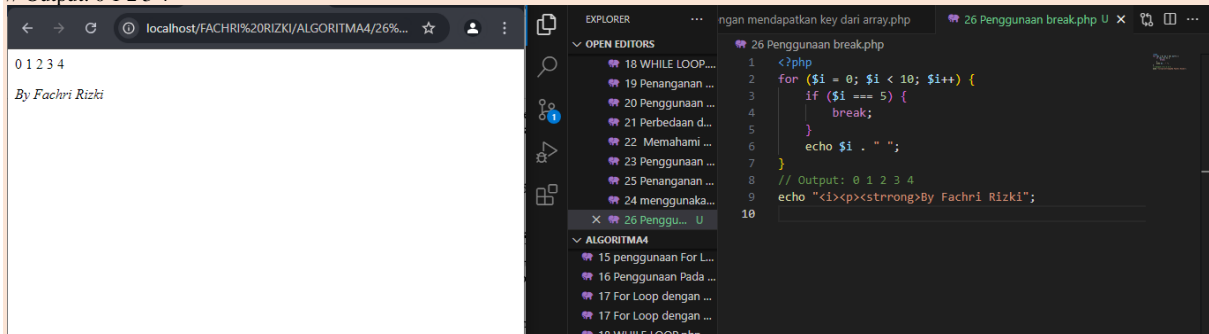 // Output: 0 1 2 3 4
localhost/FACHRI%20RIZKI/ALGORITMA4/26%...
0 1 2 3 4
By Fachri Rizki
EXPLORER
OPEN EDITORS
18 WHILE LOOP....
19 Penanganan ...
20 Penggunaan ...
21 Perbedaan d...
22 Memahami ...
23 Penggunaan ...
25 Penanganan ...
24 menggunaka...
26 Penggu... U
ALGORITMA4
15 penggunaan For L...
16 Penggunaan Pada ...
17 For Loop dengan ...
17 For Loop dengan ...
18 WHILE LOOP.php
1
ngan mendapatkan key dari array.php
26 Penggunaan break.php U
26 Penggunaan break.php
1 <?php
2 for ($i = 0; $i < 10; $i++) {
3 if ($i === 5) {
4 break;
5 }
6 echo $i . " ";
7 }
8 // Output: 0 1 2 3 4
9 echo "<i><p><strrong>By Fachri Rizki";
10